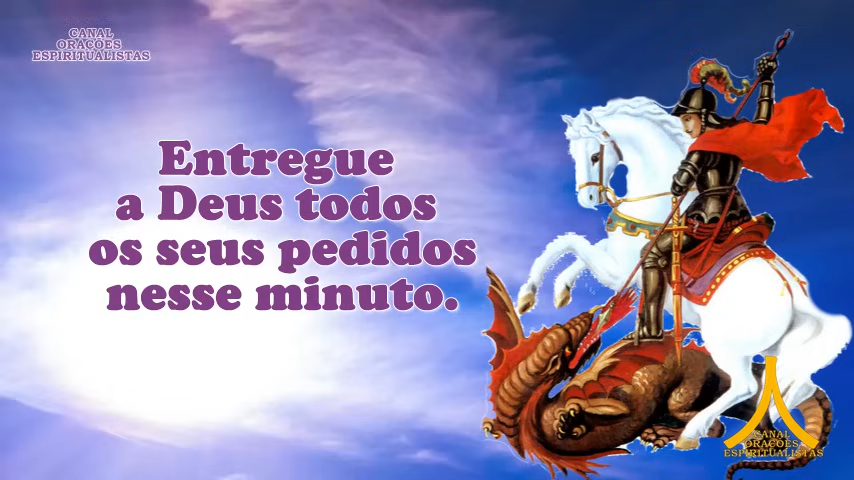 CANAL
ORAÇÕES
ESPIRITUALISTAS
Entregue
a Deus todos
os seus pedidos
nesse minuto.
CANAL
ORAÇÕES
ESPIRITUALISTAS